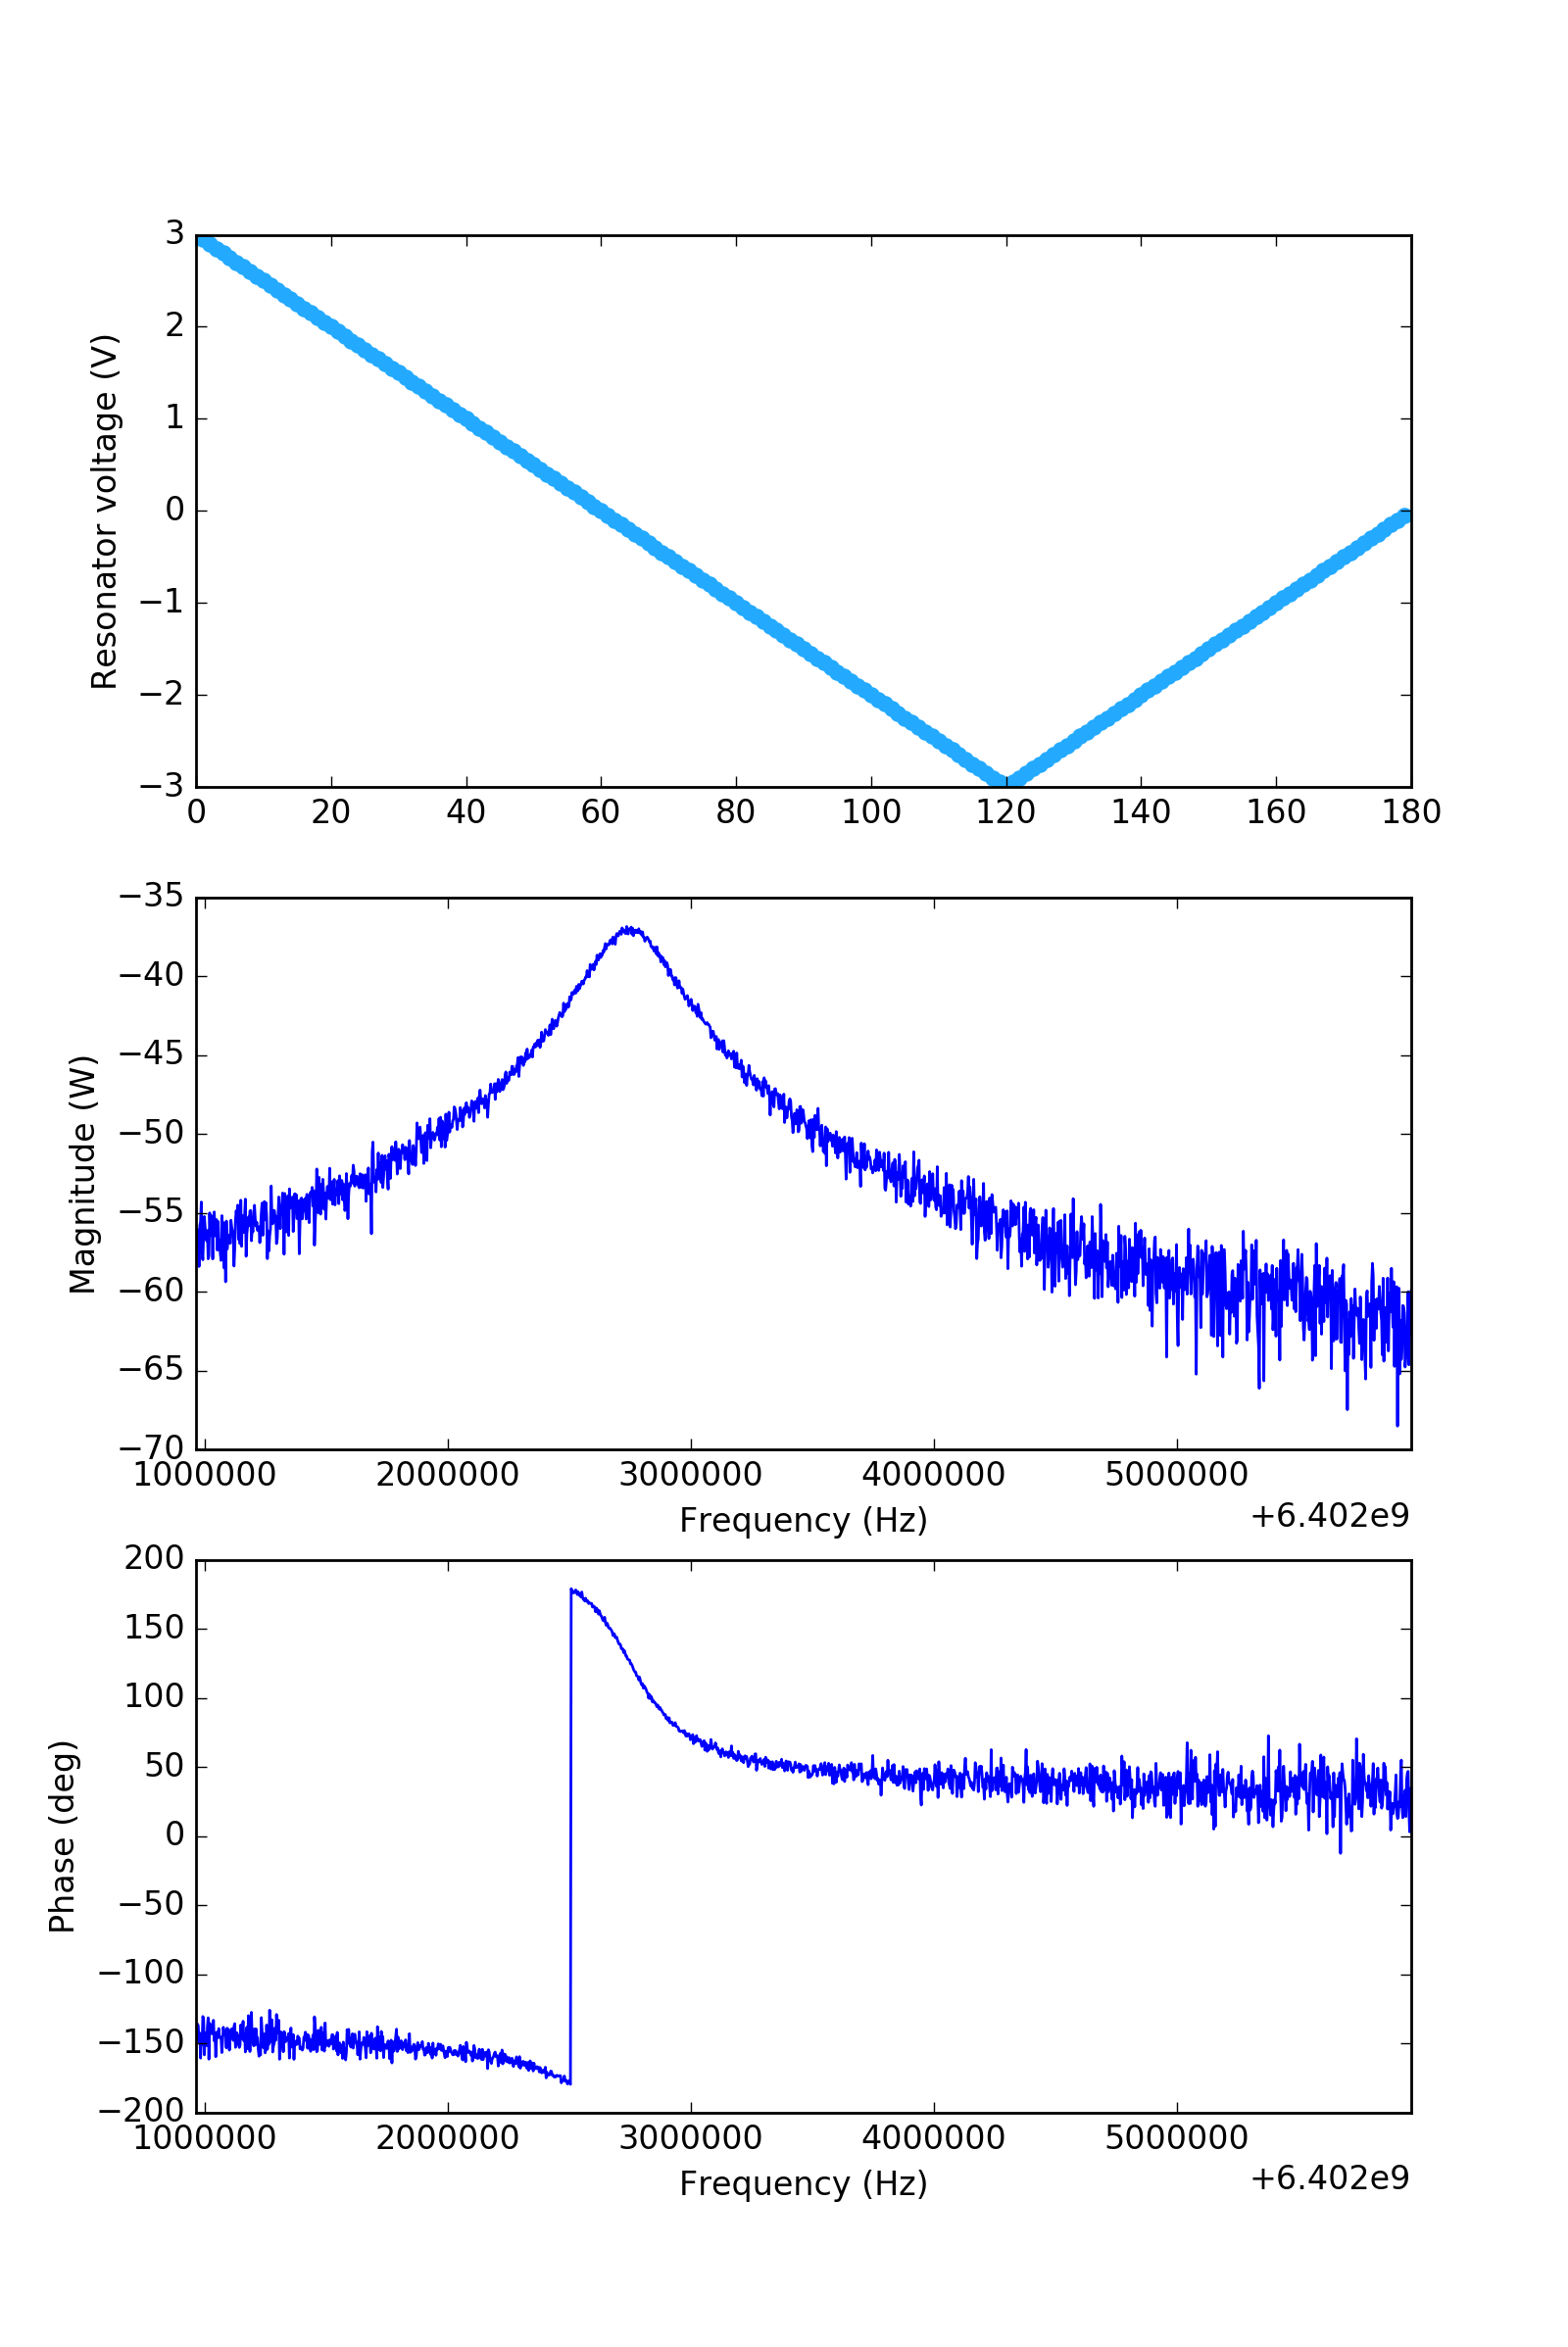 3
2
1
0
−1
−2
−3
Resonator voltage (V)
0 20 40 60 80 100 120 140 160 180
−35
−40
−45
−50
−55
−60
−65
−70
Magnitude (W)
1000000 2000000 3000000 4000000 5000000
Frequency (Hz)
+6.402e9
200
150
100
50
0
−50
−100
−150
−200
Phase (deg)
1000000 2000000 3000000 4000000 5000000
Frequency (Hz)
+6.402e9